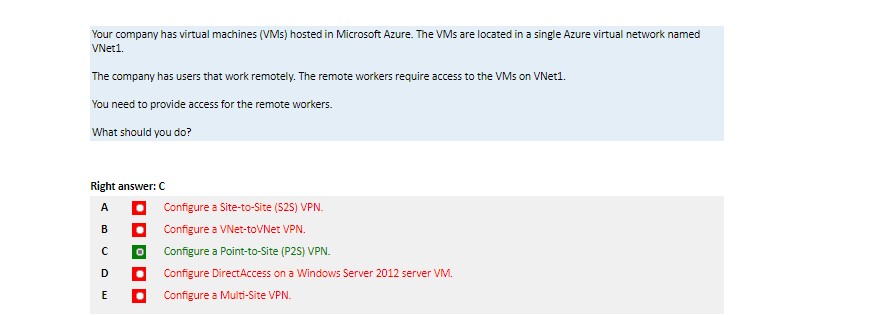 Your company has virtual machines (VMs) hosted in Microsoft Azure. The VMs are located in a single Azure virtual network named
VNet1.
The company has users that work remotely. The remote workers require access to the VMs on VNet1.
You need to provide access for the remote workers.
What should you do?
Right answer: C
A Configure a Site-to-Site (S2S) VPN.
B Configure a VNet-toVNet VPN.
C Configure a Point-to-Site (P2S) VPN.
D Configure DirectAccess on a Windows Server 2012 server VM.
E Configure a Multi-Site VPN.